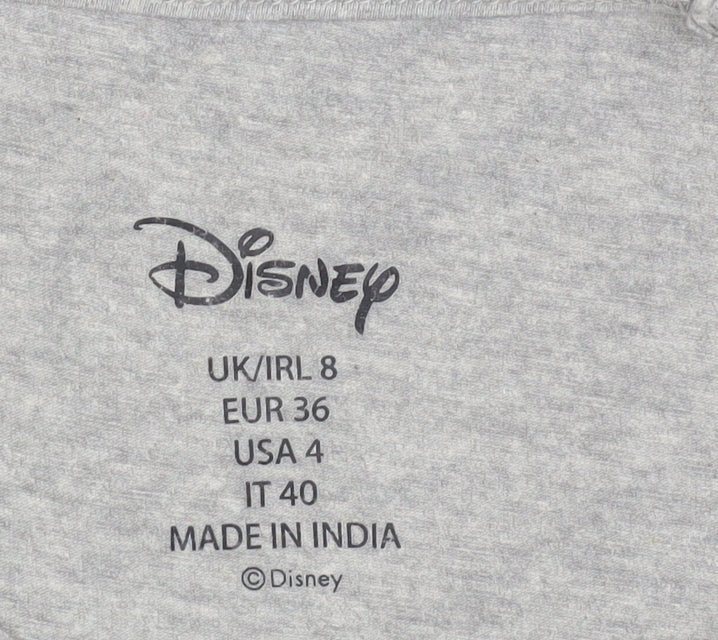 Disney
UK/IRL 8
EUR 36
USA 4
IT 40
MADE IN INDIA
©Disney